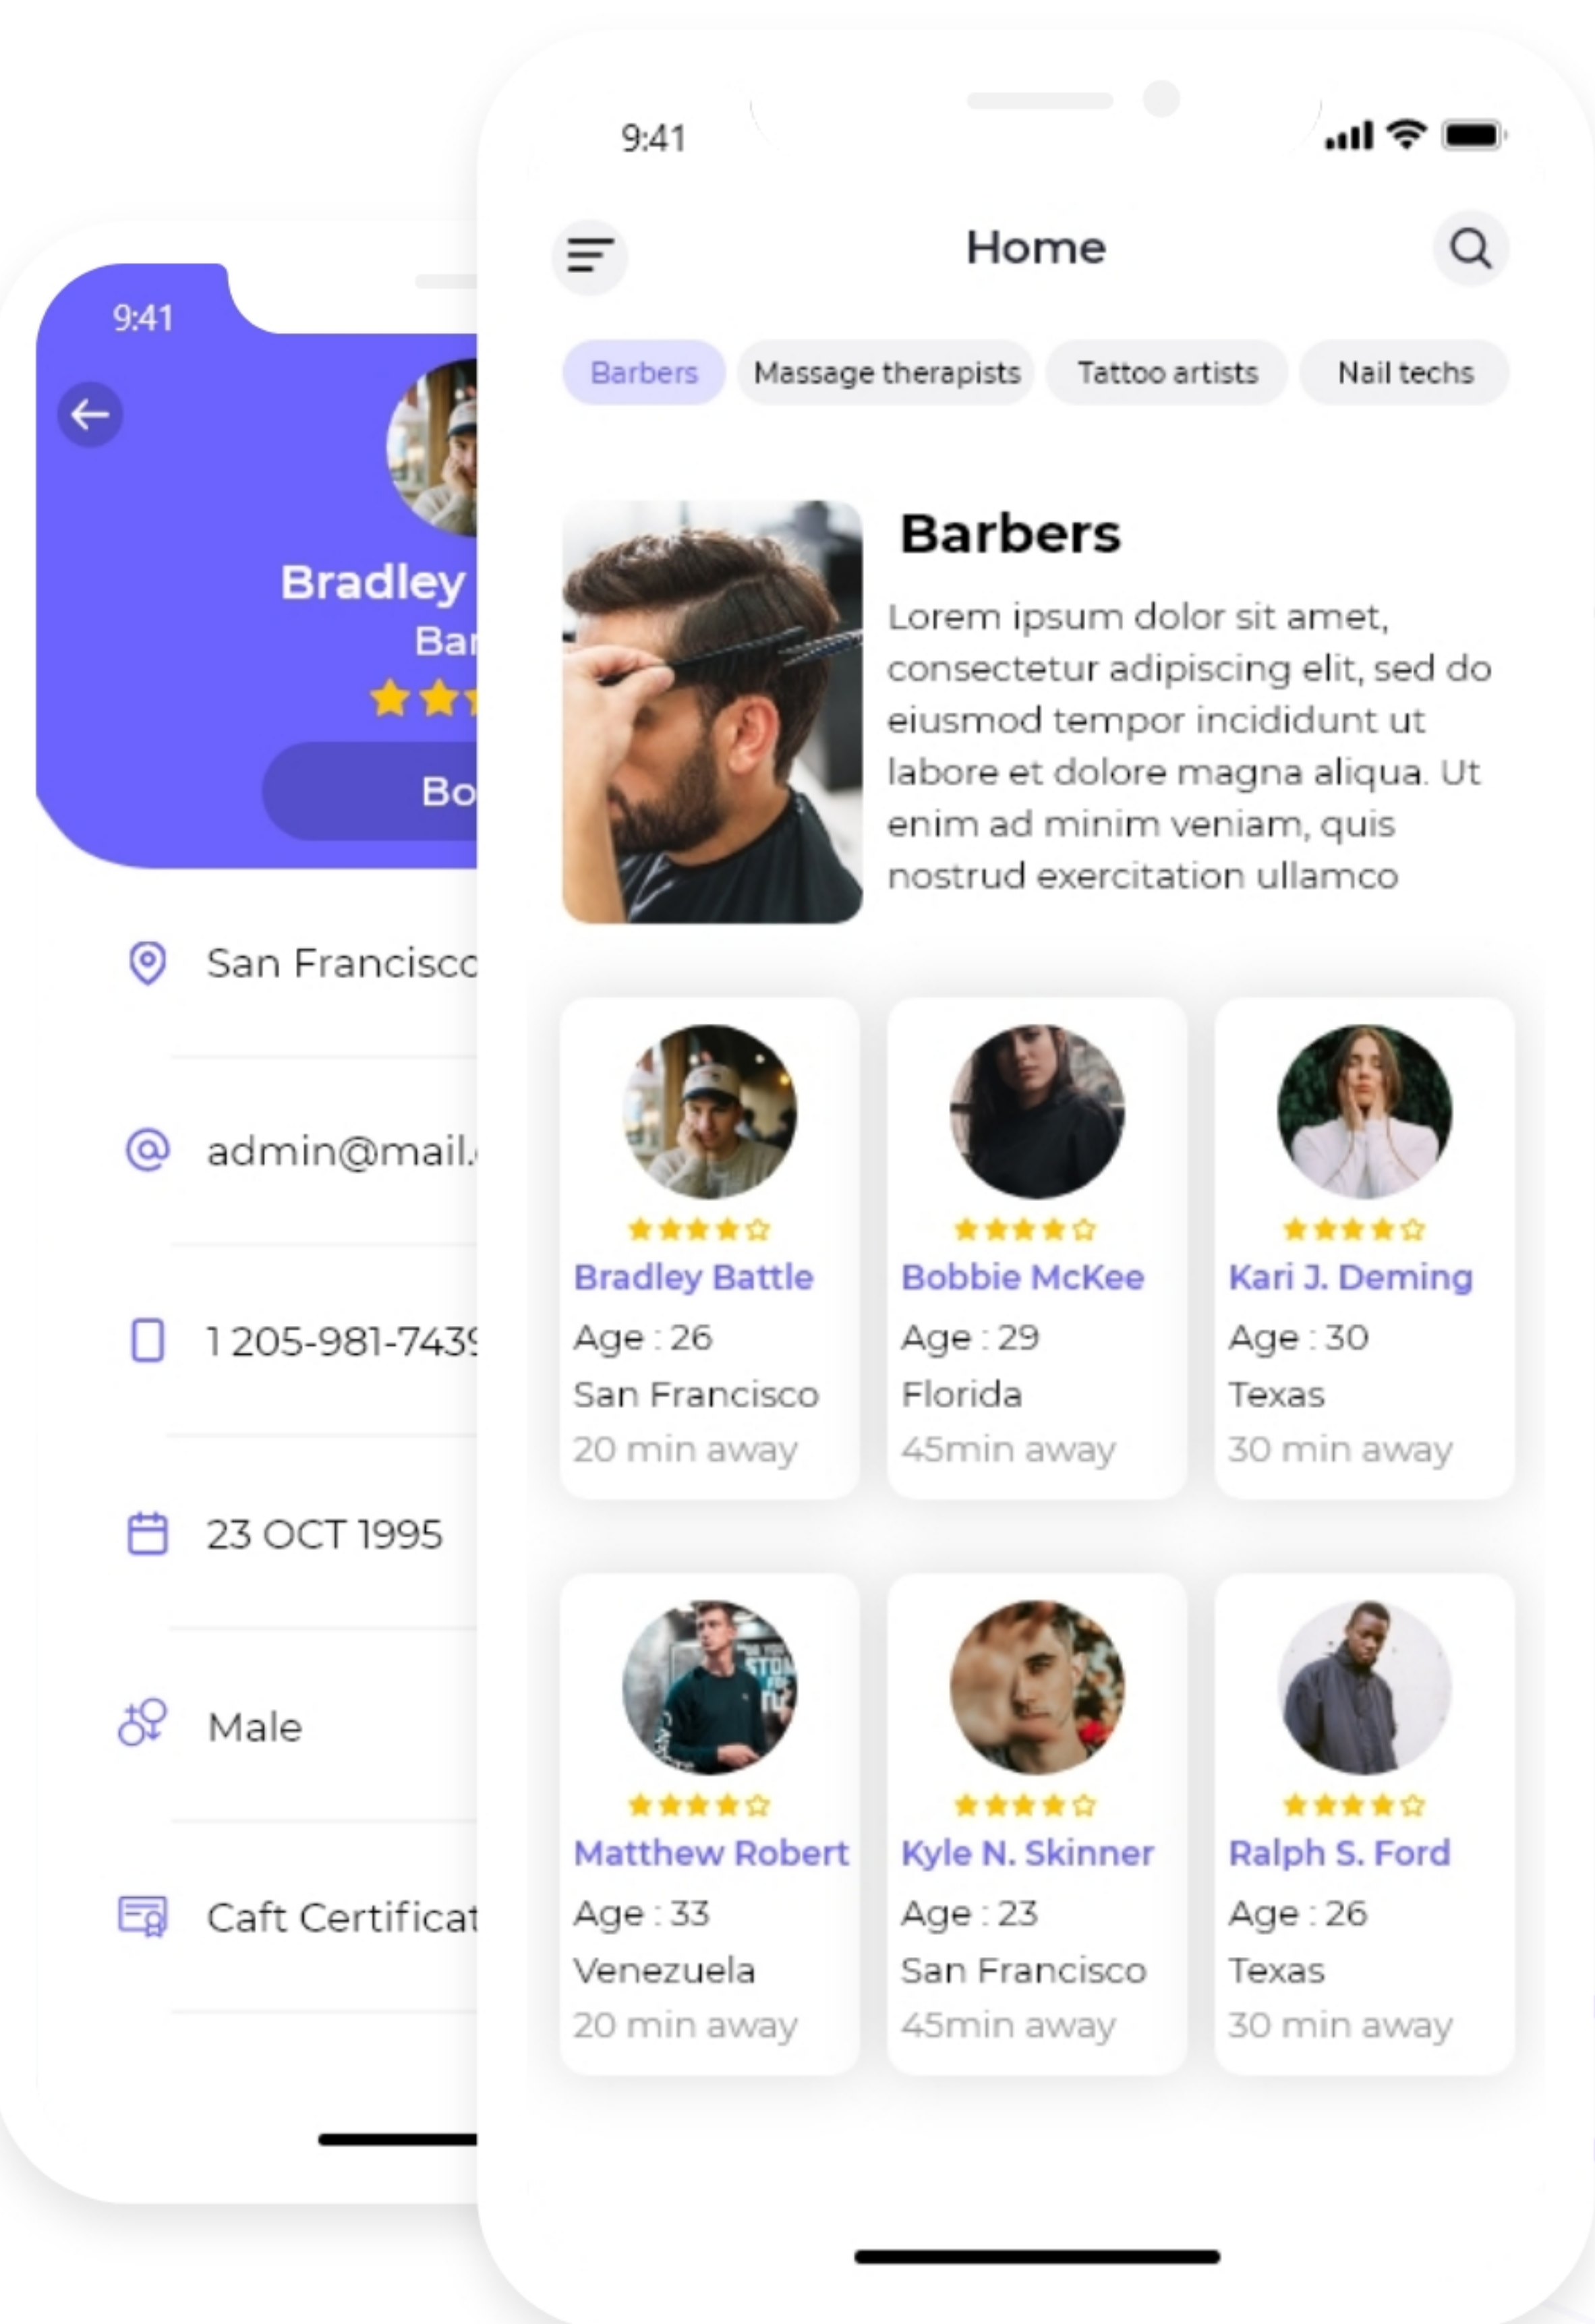 9:41
Bradley
San Francisco
admin@mail.
1 205-981-7439
23 OCT 1995
Male
Caft
9:41
Home
Barbers
Massage therapists
Tattoo artists
Nail techs
Barbers
Lorem ipsum dolor sit amet,
consectetur adipiscing elit, sed do
eiusmod tempor incididunt ut
labore et dolore magna aliqua. Ut
enim ad minim veniam, quis
nostrud exercitation ullamco
Bradley Battle
Age : 26
San Francisco
20 min away
Bobbie McKee
Age : 29
Florida
45min away
Kari J. Deming
Age : 30
Texas
30 min away
Matthew Robert
Age : 33
Venezuela
20 min away
Kyle N. Skinner
Age : 23
San Francisco
45min away
Ralph S. Ford
Age : 26
Texas
30 min away